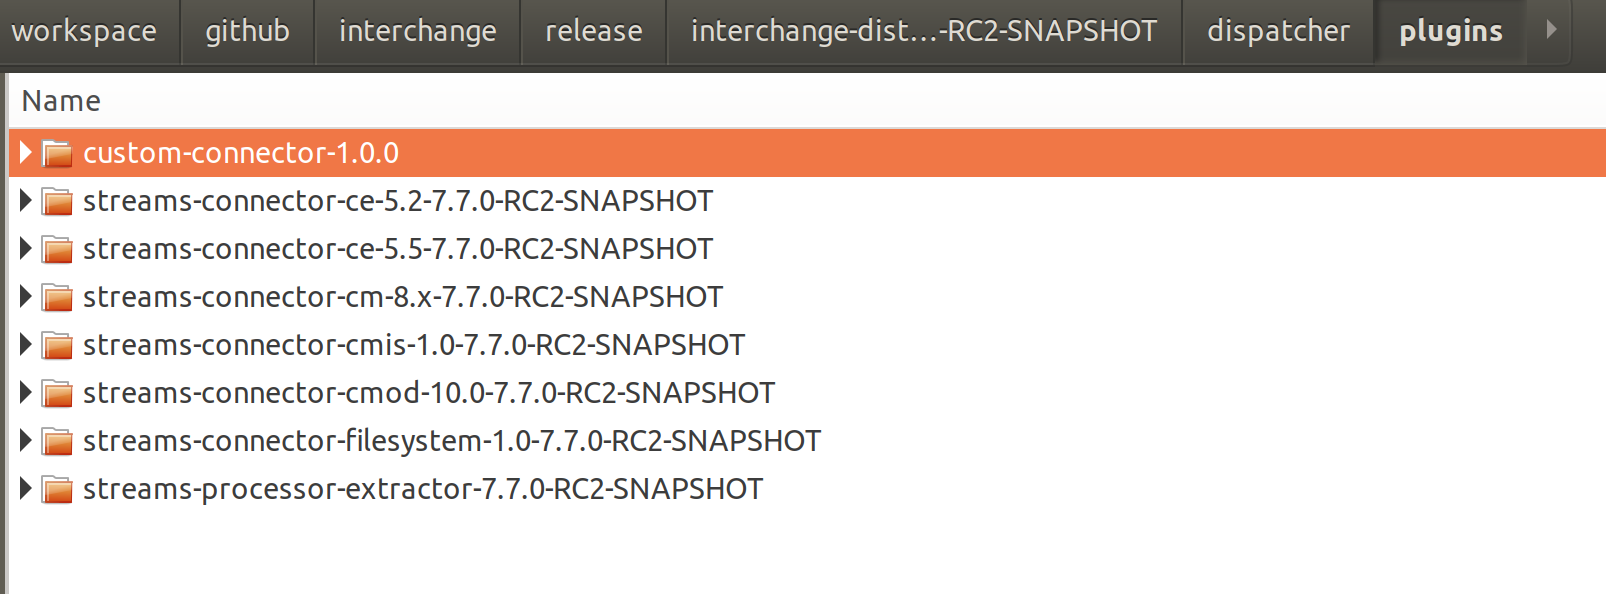 workspace github interchange release interchange-dist…-RC2-SNAPSHOT dispatcher plugins
Name
custom-connector-1.0.0
streams-connector-ce-5.2-7.7.0-RC2-SNAPSHOT
streams-connector-ce-5.5-7.7.0-RC2-SNAPSHOT
streams-connector-cm-8.x-7.7.0-RC2-SNAPSHOT
streams-connector-cmis-1.0-7.7.0-RC2-SNAPSHOT
streams-connector-cmod-10.0-7.7.0-RC2-SNAPSHOT
streams-connector-filesystem-1.0-7.7.0-RC2-SNAPSHOT
streams-processor-extractor-7.7.0-RC2-SNAPSHOT